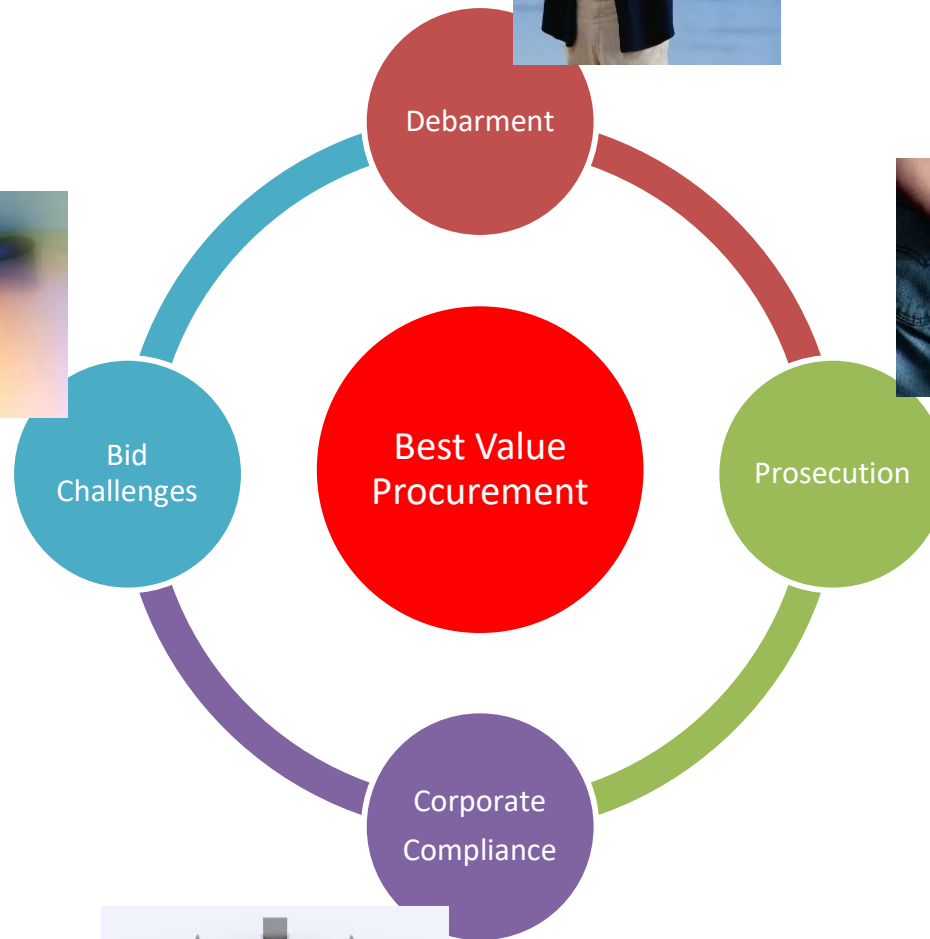 Debarment
Best Value
Procurement
Bid
Challenges
Prosecution
Corporate
Compliance